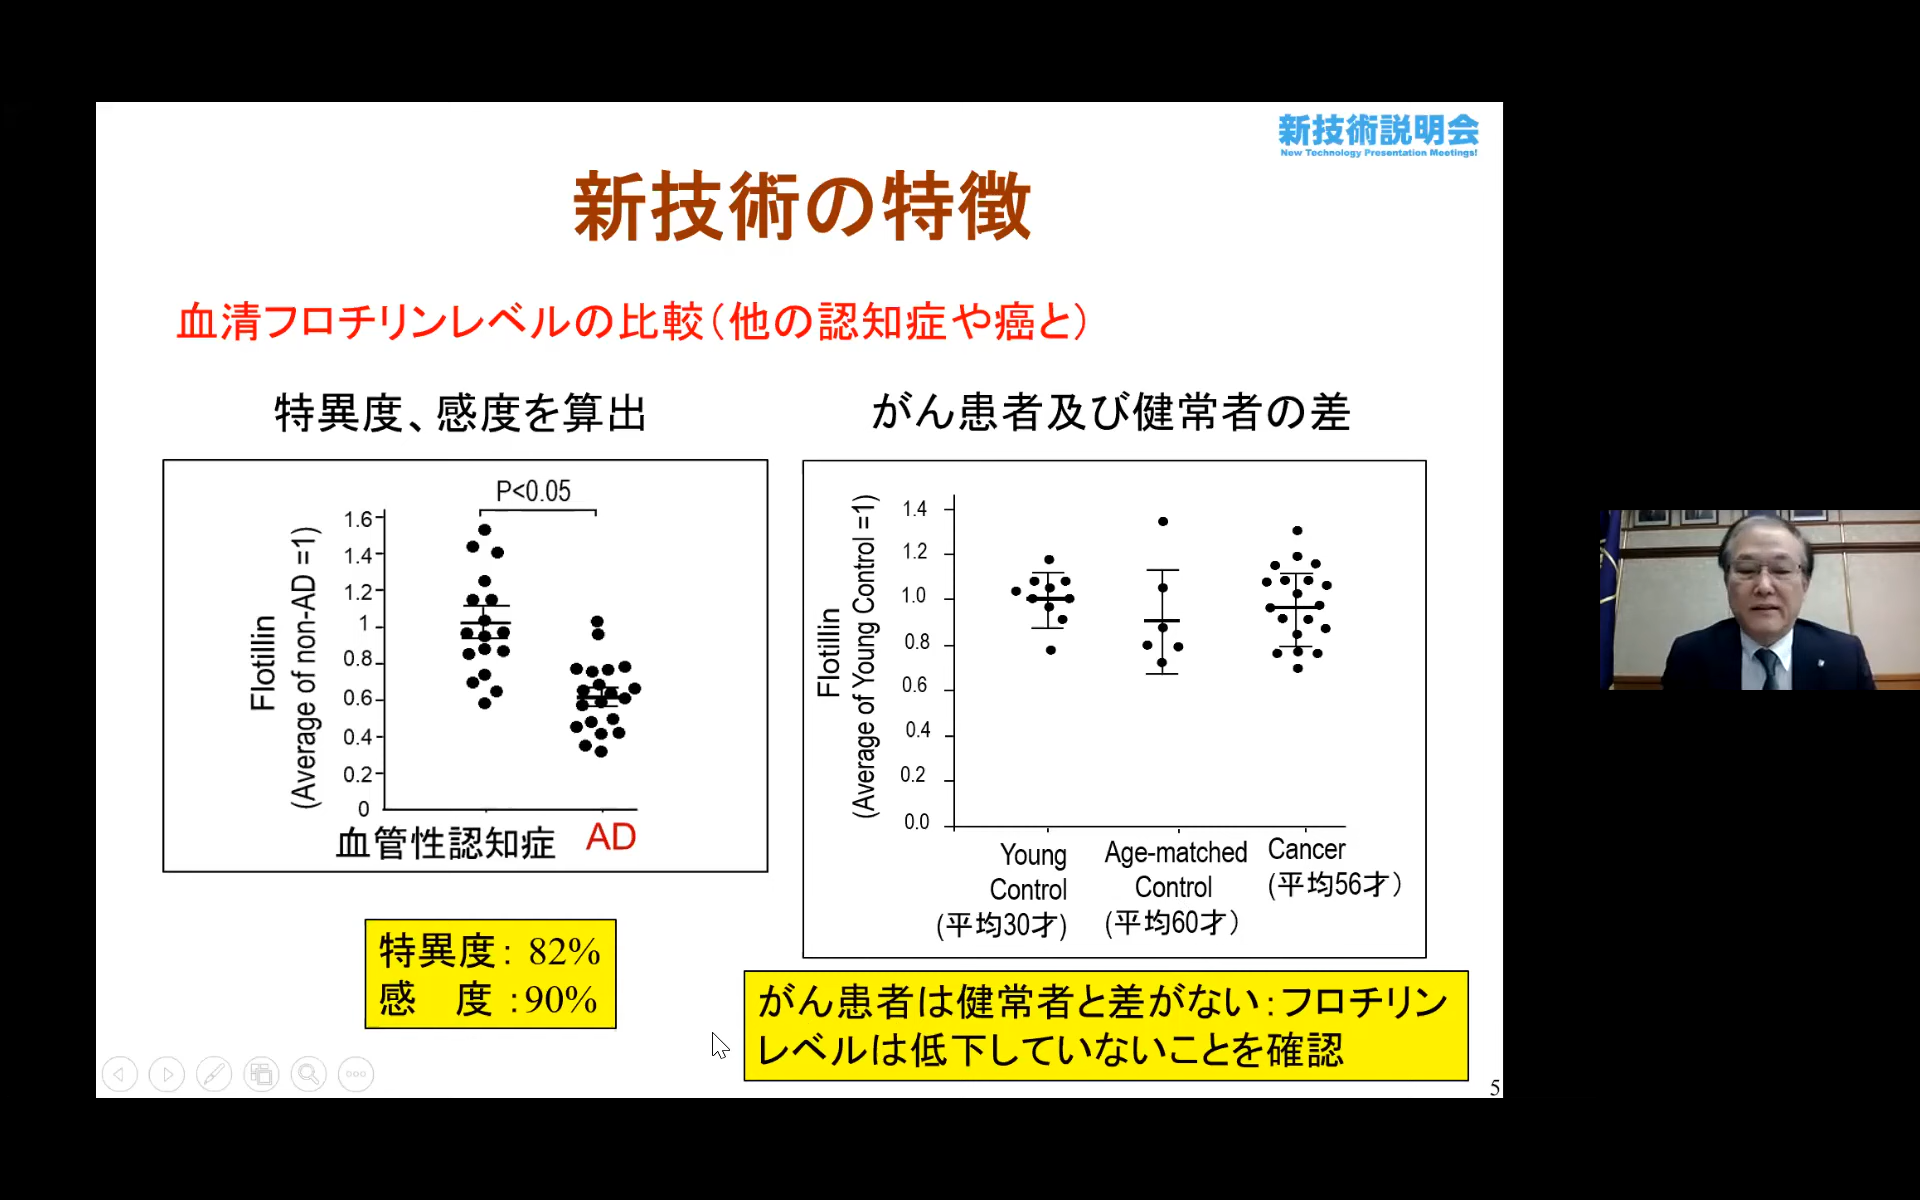 新技術説明会
New Technology Presentation Meetings!
新技術の特徴
血清フロチリンレベルの比較（他の認知症や癌と）
特異度、感度を算出
P<0.05
Flotillin
(Average of non-AD =1)
1.6
1.4
1.2
1
0.8
0.6
0.4
0.2
0
血管性認知症
AD
特異度： 82%
感　度 ：90%
がん患者及び健常者の差
Flotillin
(Average of Young Control =1)
1.4
1.2
1.0
0.8
0.6
0.4
0.2
0.0
Young
Control
(平均30才)
Age-matched
Control
(平均60才）
Cancer
(平均56才）
がん患者は健常者と差がない：フロチリン
レベルは低下していないことを確認
5